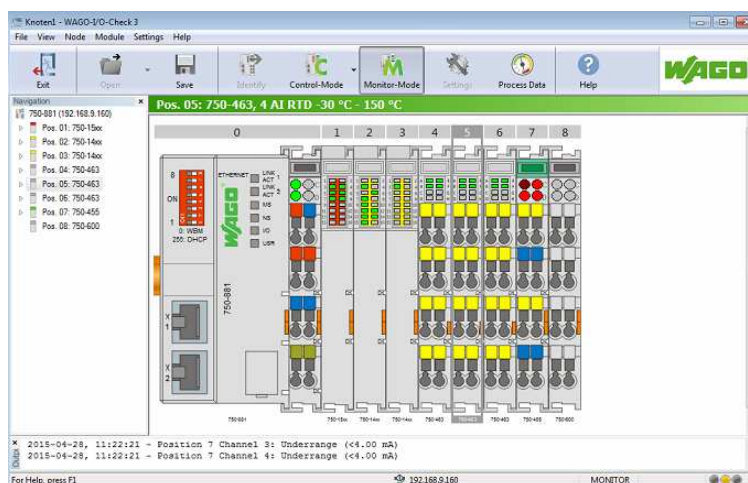 Knoten1 - WAGO-I/O-Check 3
File View Node Module Settings Help
Exit Open Save Identify Control-Mode Monitor-Mode Settings Process Data Help
WAGO
Navigation
750-881 (192.168.9.160)
Pos. 01: 750-15xx
Pos. 02: 750-14xx
Pos. 03: 750-14xx
Pos. 04: 750-463
Pos. 05: 750-463
Pos. 06: 750-463
Pos. 07: 750-455
Pos. 08: 750-600
Pos. 05: 750-463, 4 AI RTD -30 °C - 150 °C
0 1 2 3 4 5 6 7 8
8
ON
1
0: WBM
255: DHCP
ETHERNET
LINK 1
ACT
LINK 2
ACT
MS
NS
I/O
USR
WAGO
750-881
X
1
X
2
750-881 750-15xx 750-14xx 750-14xx 750-463 750-463 750-463 750-455 750-600
2015-04-28, 11:22:21 - Position 7 Channel 3: Underrange (<4.00 mA)
2015-04-28, 11:22:21 - Position 7 Channel 4: Underrange (<4.00 mA)
For Help, press F1
192.168.9.160
MONITOR